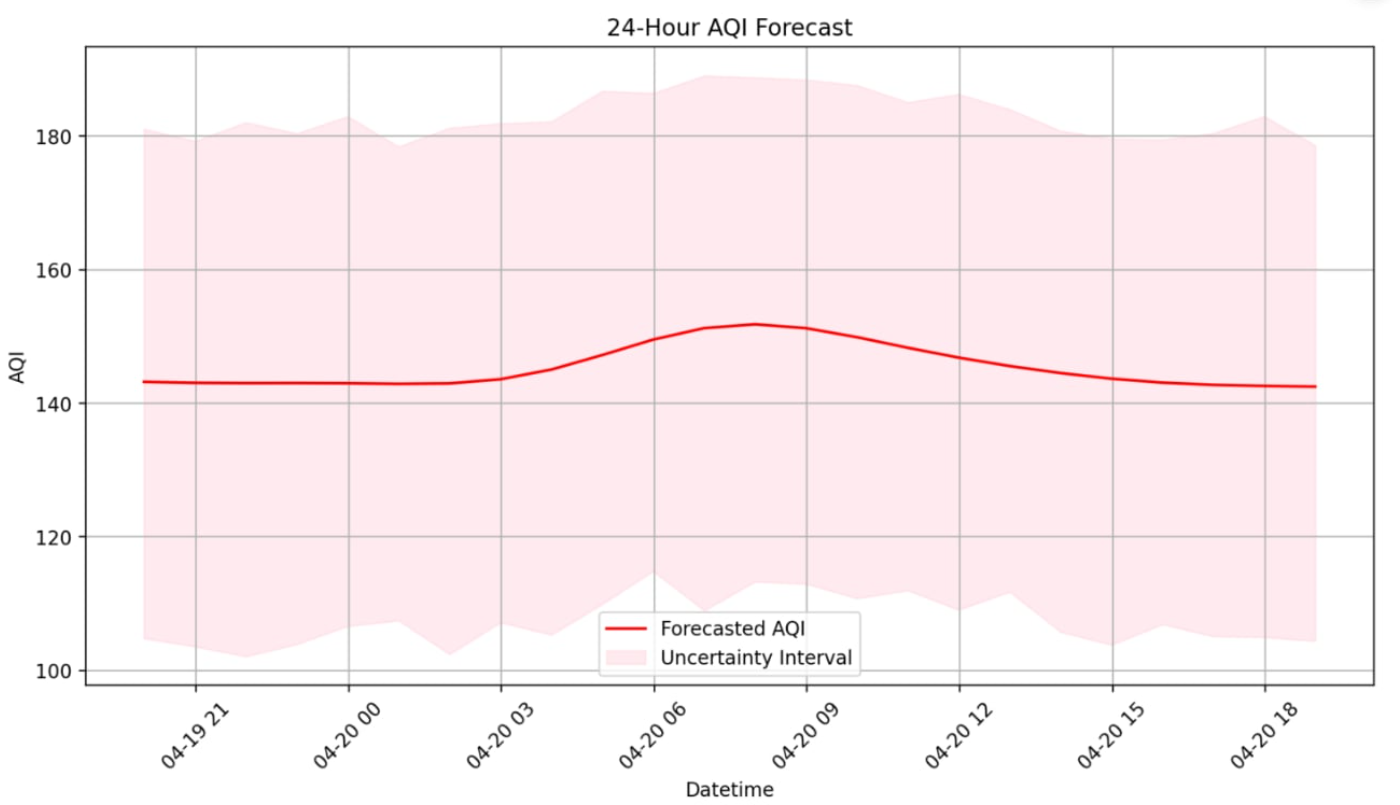 24-Hour AQI Forecast
AQI
180
160
140
120
100
Forecasted AQI
Uncertainty Interval
04-19 21
04-20 00
04-20 03
04-20 06
04-20 09
04-20 12
04-20 15
04-20 18
Datetime